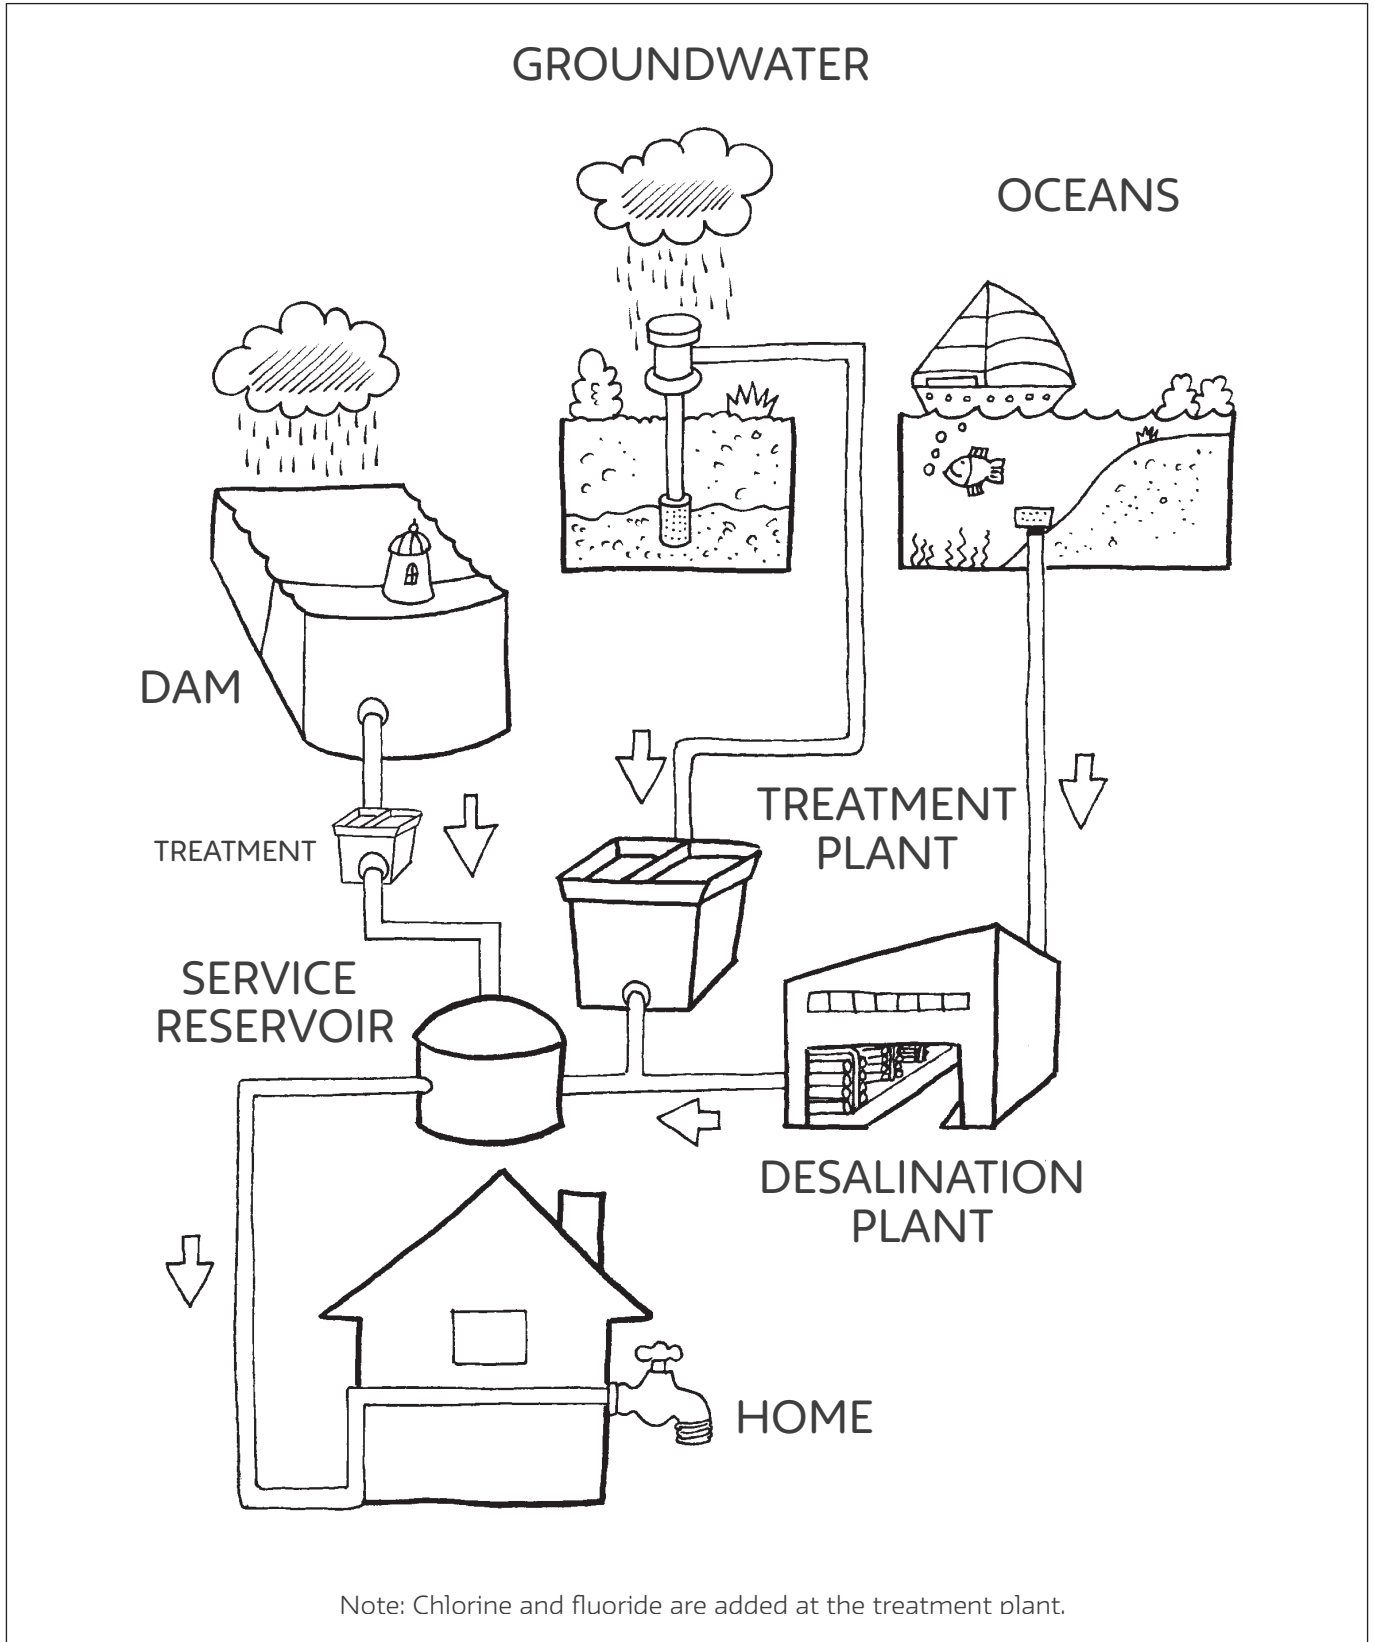 GROUNDWATER
OCEANS
DAM
TREATMENT
PLANT
TREATMENT
SERVICE
RESERVOIR
DESALINATION
PLANT
HOME
Note: Chlorine and fluoride are added at the treatment plant.